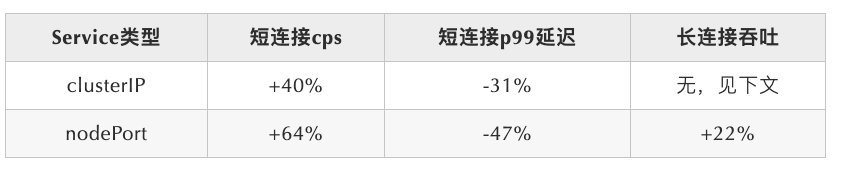 Service类型 短连接cps 短连接p99延迟 长连接吞吐
clusterIP +40% -31% 无，见下文
nodePort +64% -47% +22%